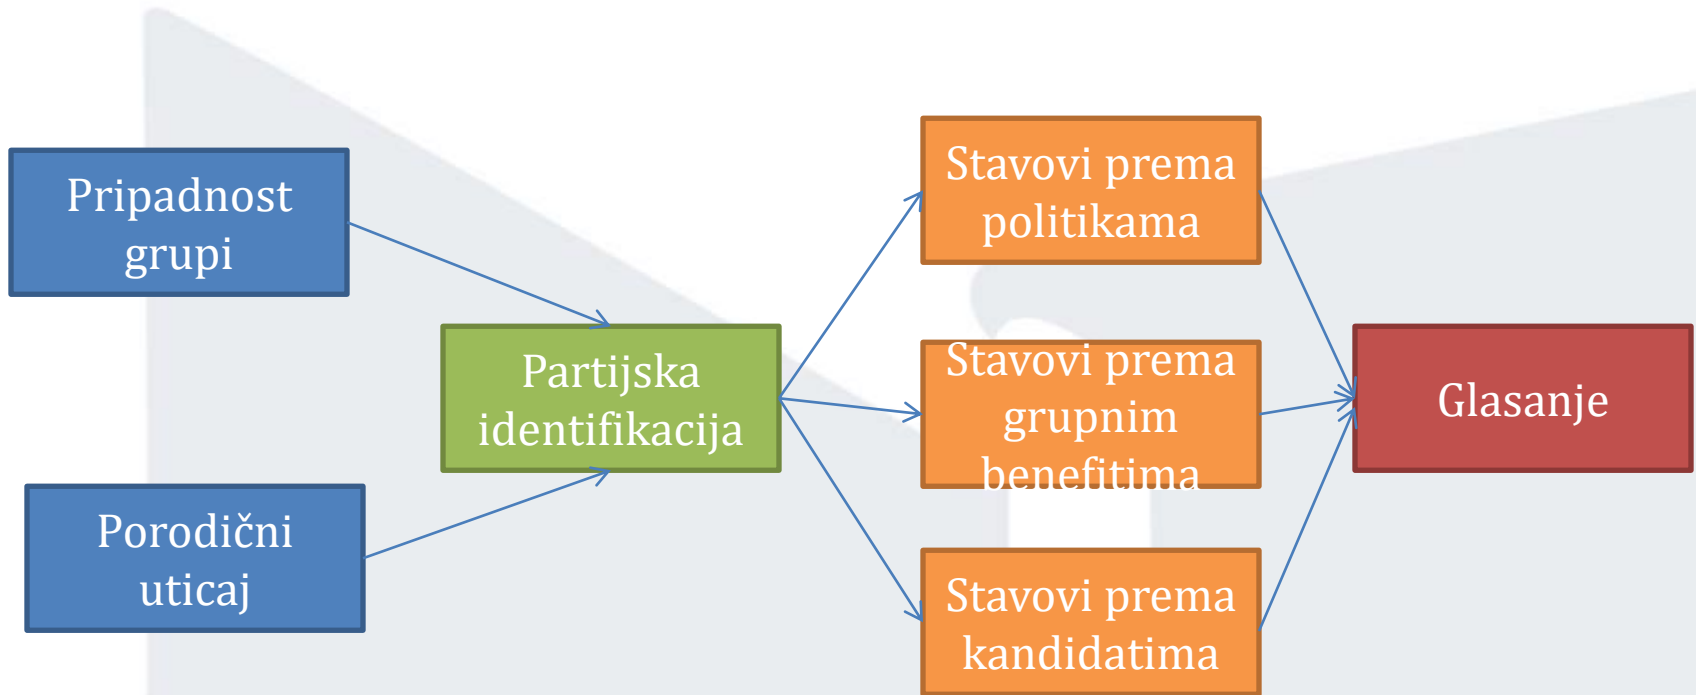 Pripadnost
grupi
Porodični
uticaj
Partijska
identifikacija
Stavovi prema
politikama
Stavovi prema
grupnim
benefitima
Stavovi prema
kandidatima
Glasanje